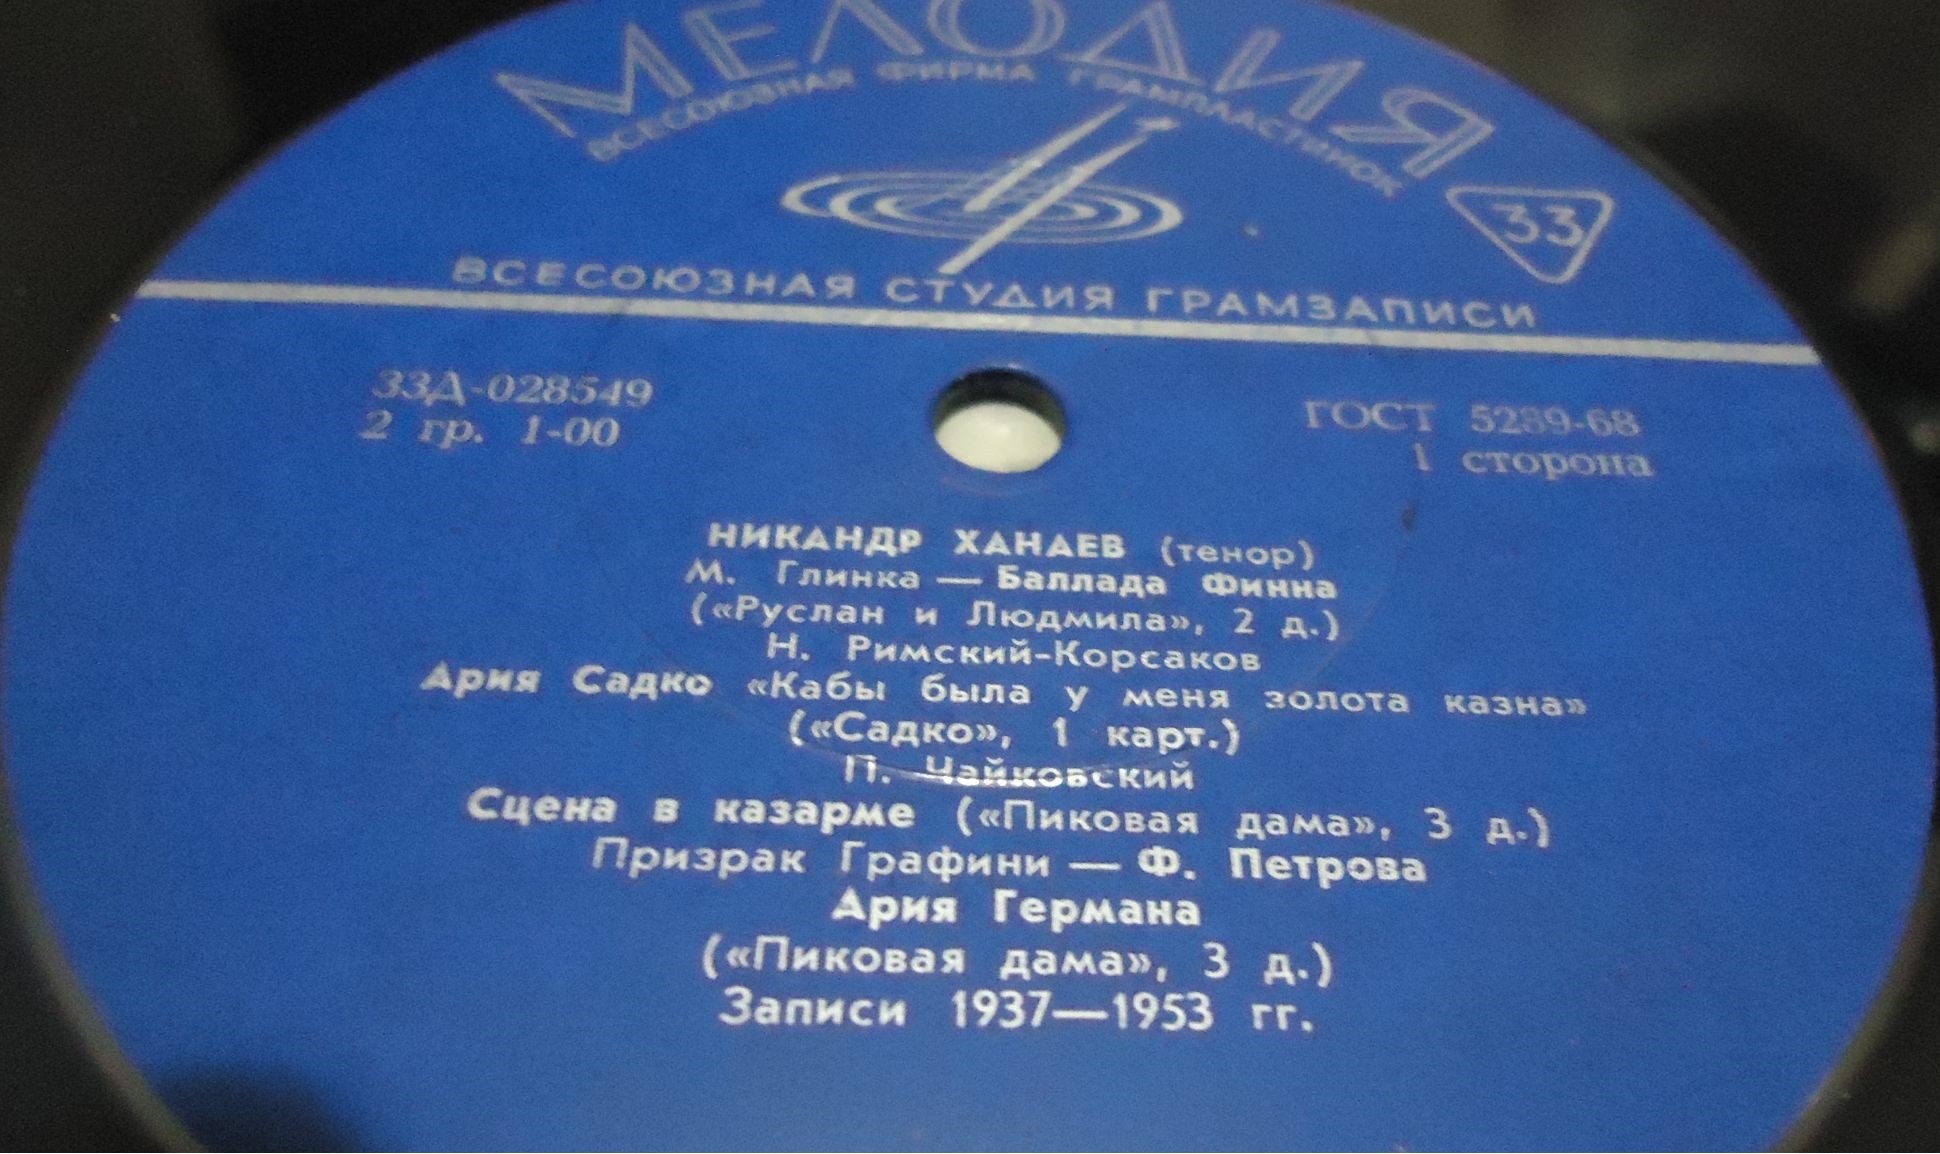 МЕЛОДИЯ
ВСЕСОЮЗНАЯ ФИРМА ГРАМПЛАСТИНОК
33
ВСЕСОЮЗНАЯ СТУДИЯ ГРАМЗАПИСИ
33Д-028549
2 гр. 1-00
ГОСТ 5289-68
1 сторона
НИКАНДР ХАНАЕВ (тенор)
М. Глинка — Баллада Финна
(«Руслан и Людмила», 2 д.)
Н. Римский-Корсаков
Ария Садко «Кабы была у меня золота казна»
(«Садко», 1 карт.)
П. Чайковский
Сцена в казарме («Пиковая дама», 3 д.)
Призрак Графини — Ф. Петрова
Ария Германа
(«Пиковая дама», 3 д.)
Записи 1937—1953 гг.